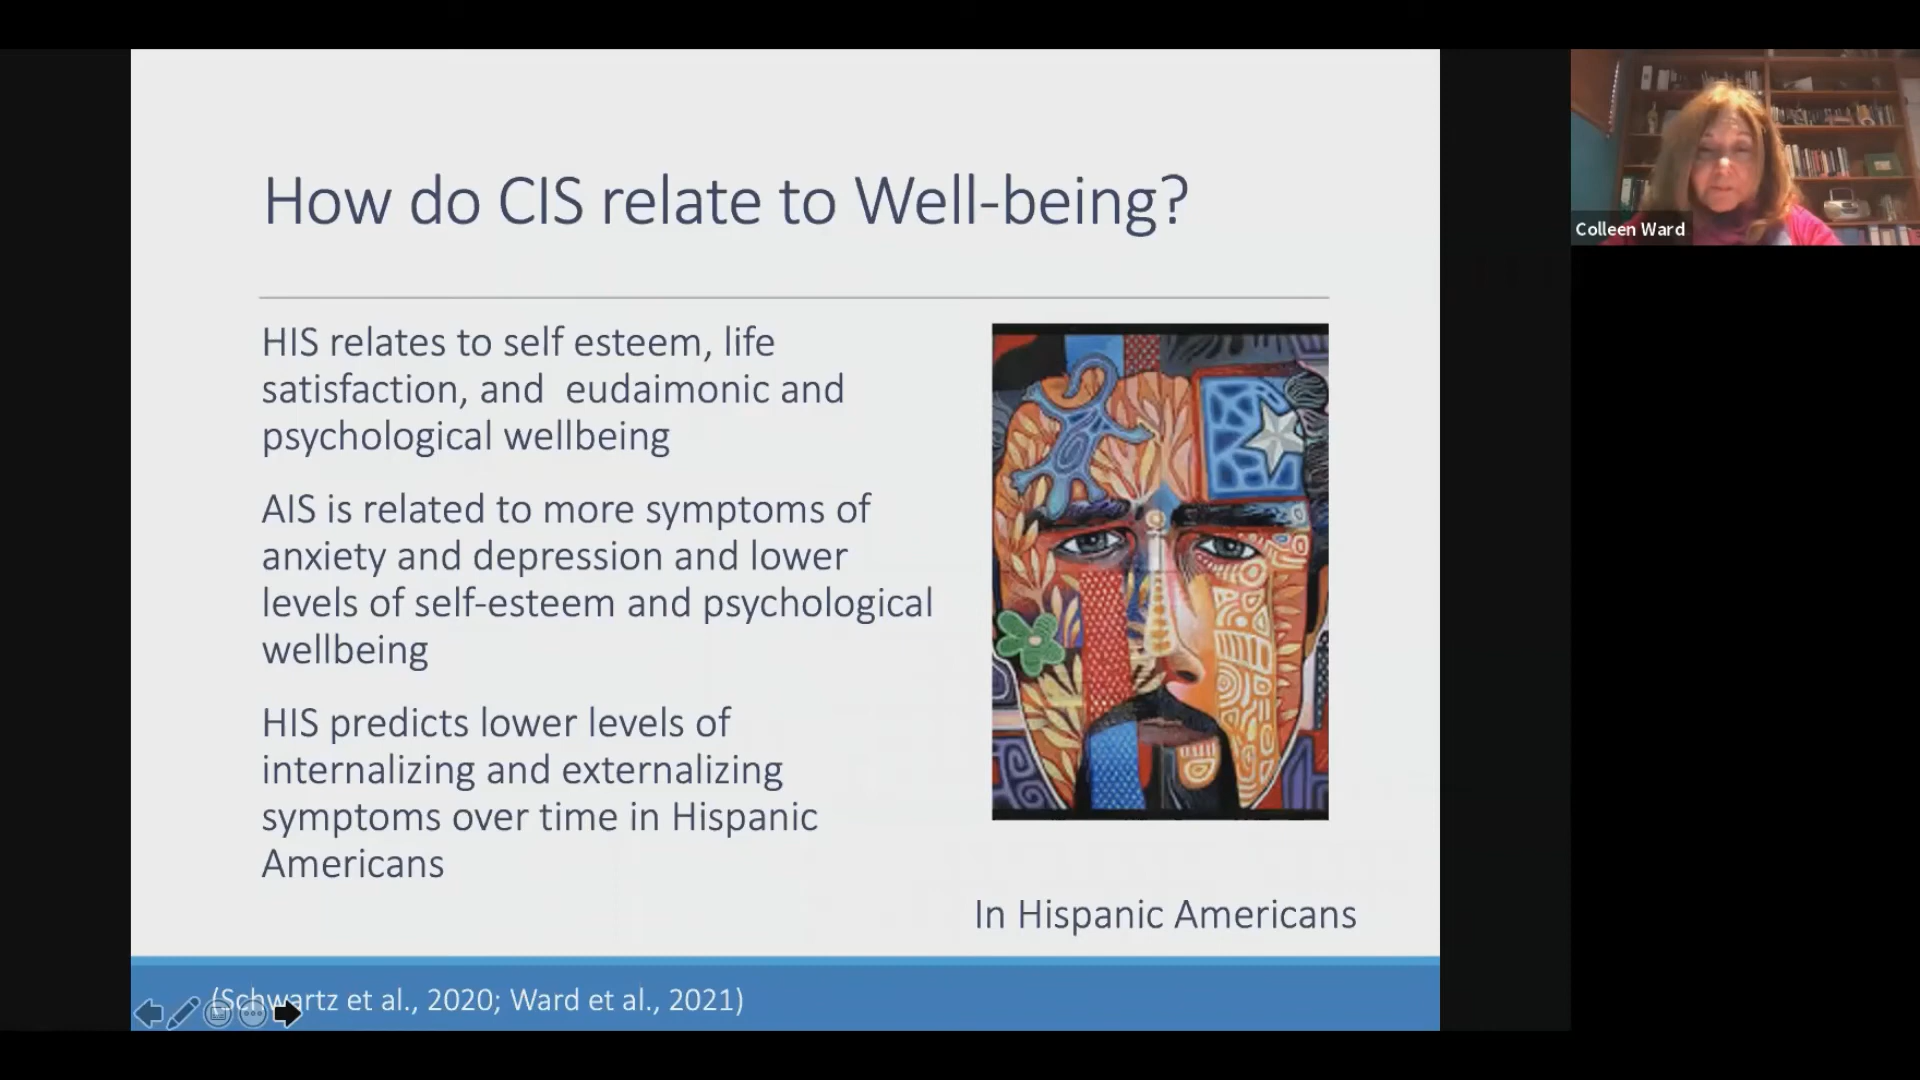 How do CIS relate to Well-being?
HIS relates to self esteem, life
satisfaction, and eudaimonic and
psychological wellbeing
AIS is related to more symptoms of
anxiety and depression and lower
levels of self-esteem and psychological
wellbeing
HIS predicts lower levels of
internalizing and externalizing
symptoms over time in Hispanic
Americans
In Hispanic Americans
(Schwartz et al., 2020; Ward et al., 2021)
Colleen Ward